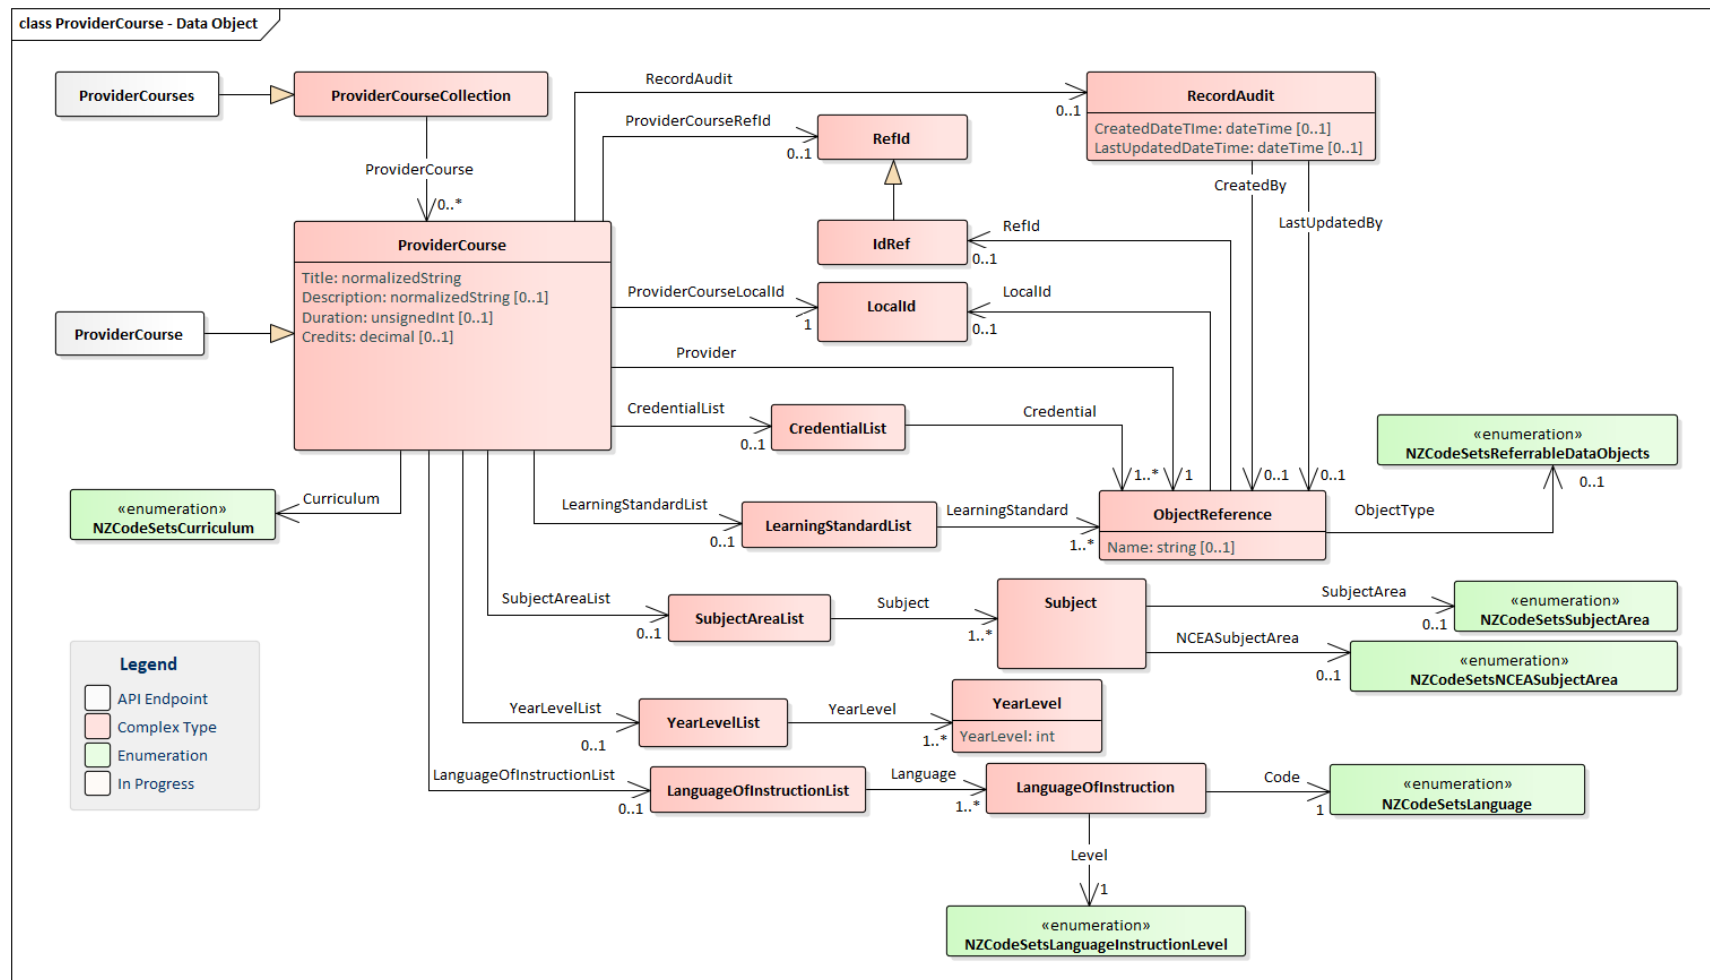 class ProviderCourse - Data Object
ProviderCourses
ProviderCourseCollection
RecordAudit
0..1
RecordAudit
CreatedDateTIme: dateTime [0..1]
LastUpdatedDateTime: dateTime [0..1]
ProviderCourseRefId
0..1
RefId
ProviderCourse
0..*
CreatedBy
LastUpdatedBy
ProviderCourse
Title: normalizedString
Description: normalizedString [0..1]
Duration: unsignedInt [0..1]
Credits: decimal [0..1]
IdRef
RefId
0..1
ProviderCourseLocalId
1
LocalId
LocalId
0..1
ProviderCourse
Provider
CredentialList
0..1
CredentialList
Credential
1..*
1
0..1
0..1
«enumeration»
NZCodeSetsReferrableDataObjects
0..1
Curriculum
«enumeration»
NZCodeSetsCurriculum
LearningStandardList
0..1
LearningStandardList
LearningStandard
1..*
ObjectReference
Name: string [0..1]
ObjectType
SubjectAreaList
0..1
SubjectAreaList
Subject
1..*
Subject
SubjectArea
0..1
«enumeration»
NZCodeSetsSubjectArea
NCEASubjectArea
0..1
«enumeration»
NZCodeSetsNCEASubjectArea
Legend
API Endpoint
Complex Type
Enumeration
In Progress
YearLevelList
0..1
YearLevelList
YearLevel
1..*
YearLevel
YearLevel: int
LanguageOfInstructionList
0..1
LanguageOfInstructionList
Language
1..*
LanguageOfInstruction
Code
1
«enumeration»
NZCodeSetsLanguage
Level
1
«enumeration»
NZCodeSetsLanguageInstructionLevel